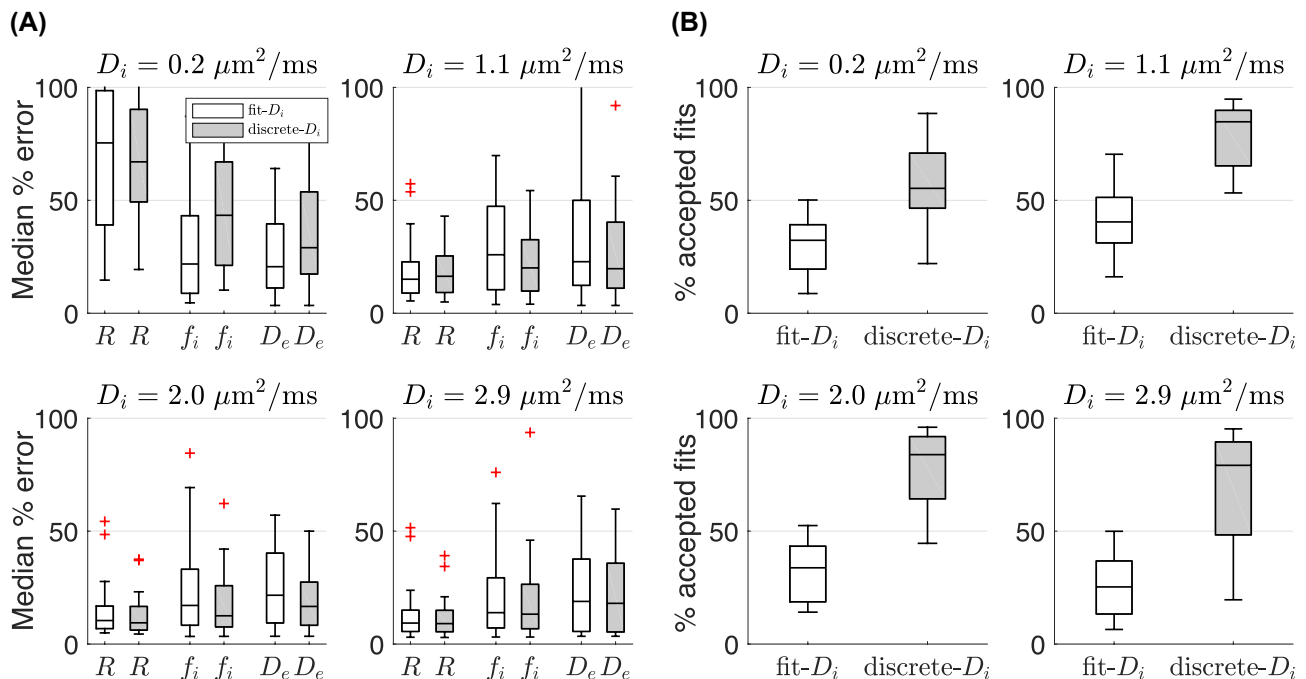 (A)
(B)
D_i = 0.2 μm²/ms
D_i = 1.1 μm²/ms
D_i = 0.2 μm²/ms
D_i = 1.1 μm²/ms
Median % error
100
50
0
fit-D_i
discrete-D_i
R R f_i f_i D_e D_e
100
50
0
R R f_i f_i D_e D_e
% accepted fits
100
50
0
fit-D_i discrete-D_i
100
50
0
fit-D_i discrete-D_i
D_i = 2.0 μm²/ms
D_i = 2.9 μm²/ms
D_i = 2.0 μm²/ms
D_i = 2.9 μm²/ms
Median % error
100
50
0
R R f_i f_i D_e D_e
100
50
0
R R f_i f_i D_e D_e
% accepted fits
100
50
0
fit-D_i discrete-D_i
100
50
0
fit-D_i discrete-D_i